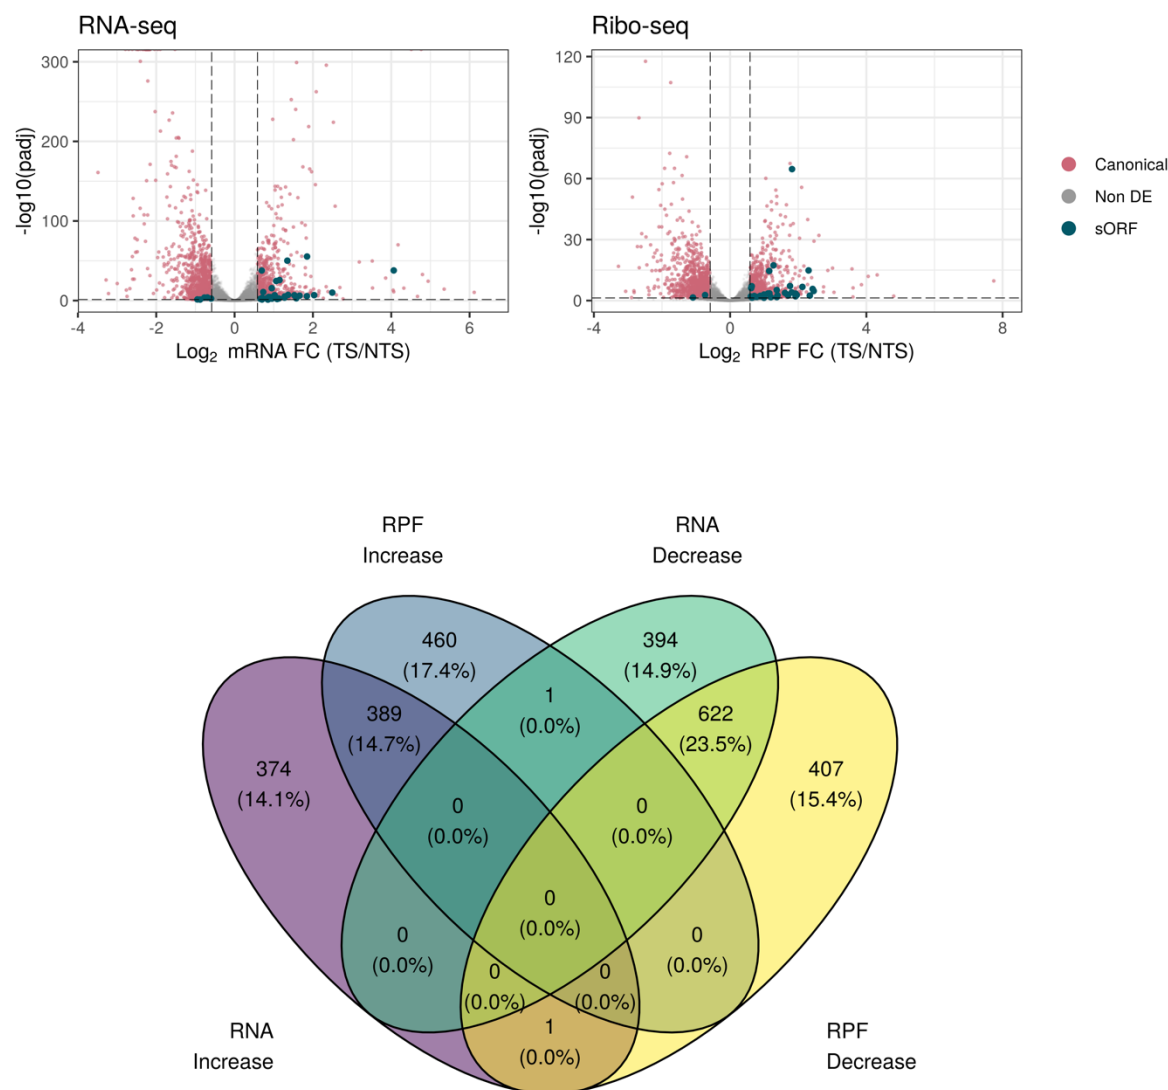 RNA-seq
Ribo-seq
-log10(padj)
300
200
100
0
-4
-2
0
2
4
6
Log2 mRNA FC (TS/NTS)
-log10(padj)
120
90
60
30
0
-4
0
4
8
Log2 RPF FC (TS/NTS)
Canonical
Non DE
sORF
RPF
Increase
RNA
Decrease
460
(17.4%)
394
(14.9%)
1
(0.0%)
389
(14.7%)
622
(23.5%)
374
(14.1%)
407
(15.4%)
0
(0.0%)
0
(0.0%)
0
(0.0%)
0
(0.0%)
0
(0.0%)
0
(0.0%)
0
(0.0%)
1
(0.0%)
RNA
Increase
RPF
Decrease